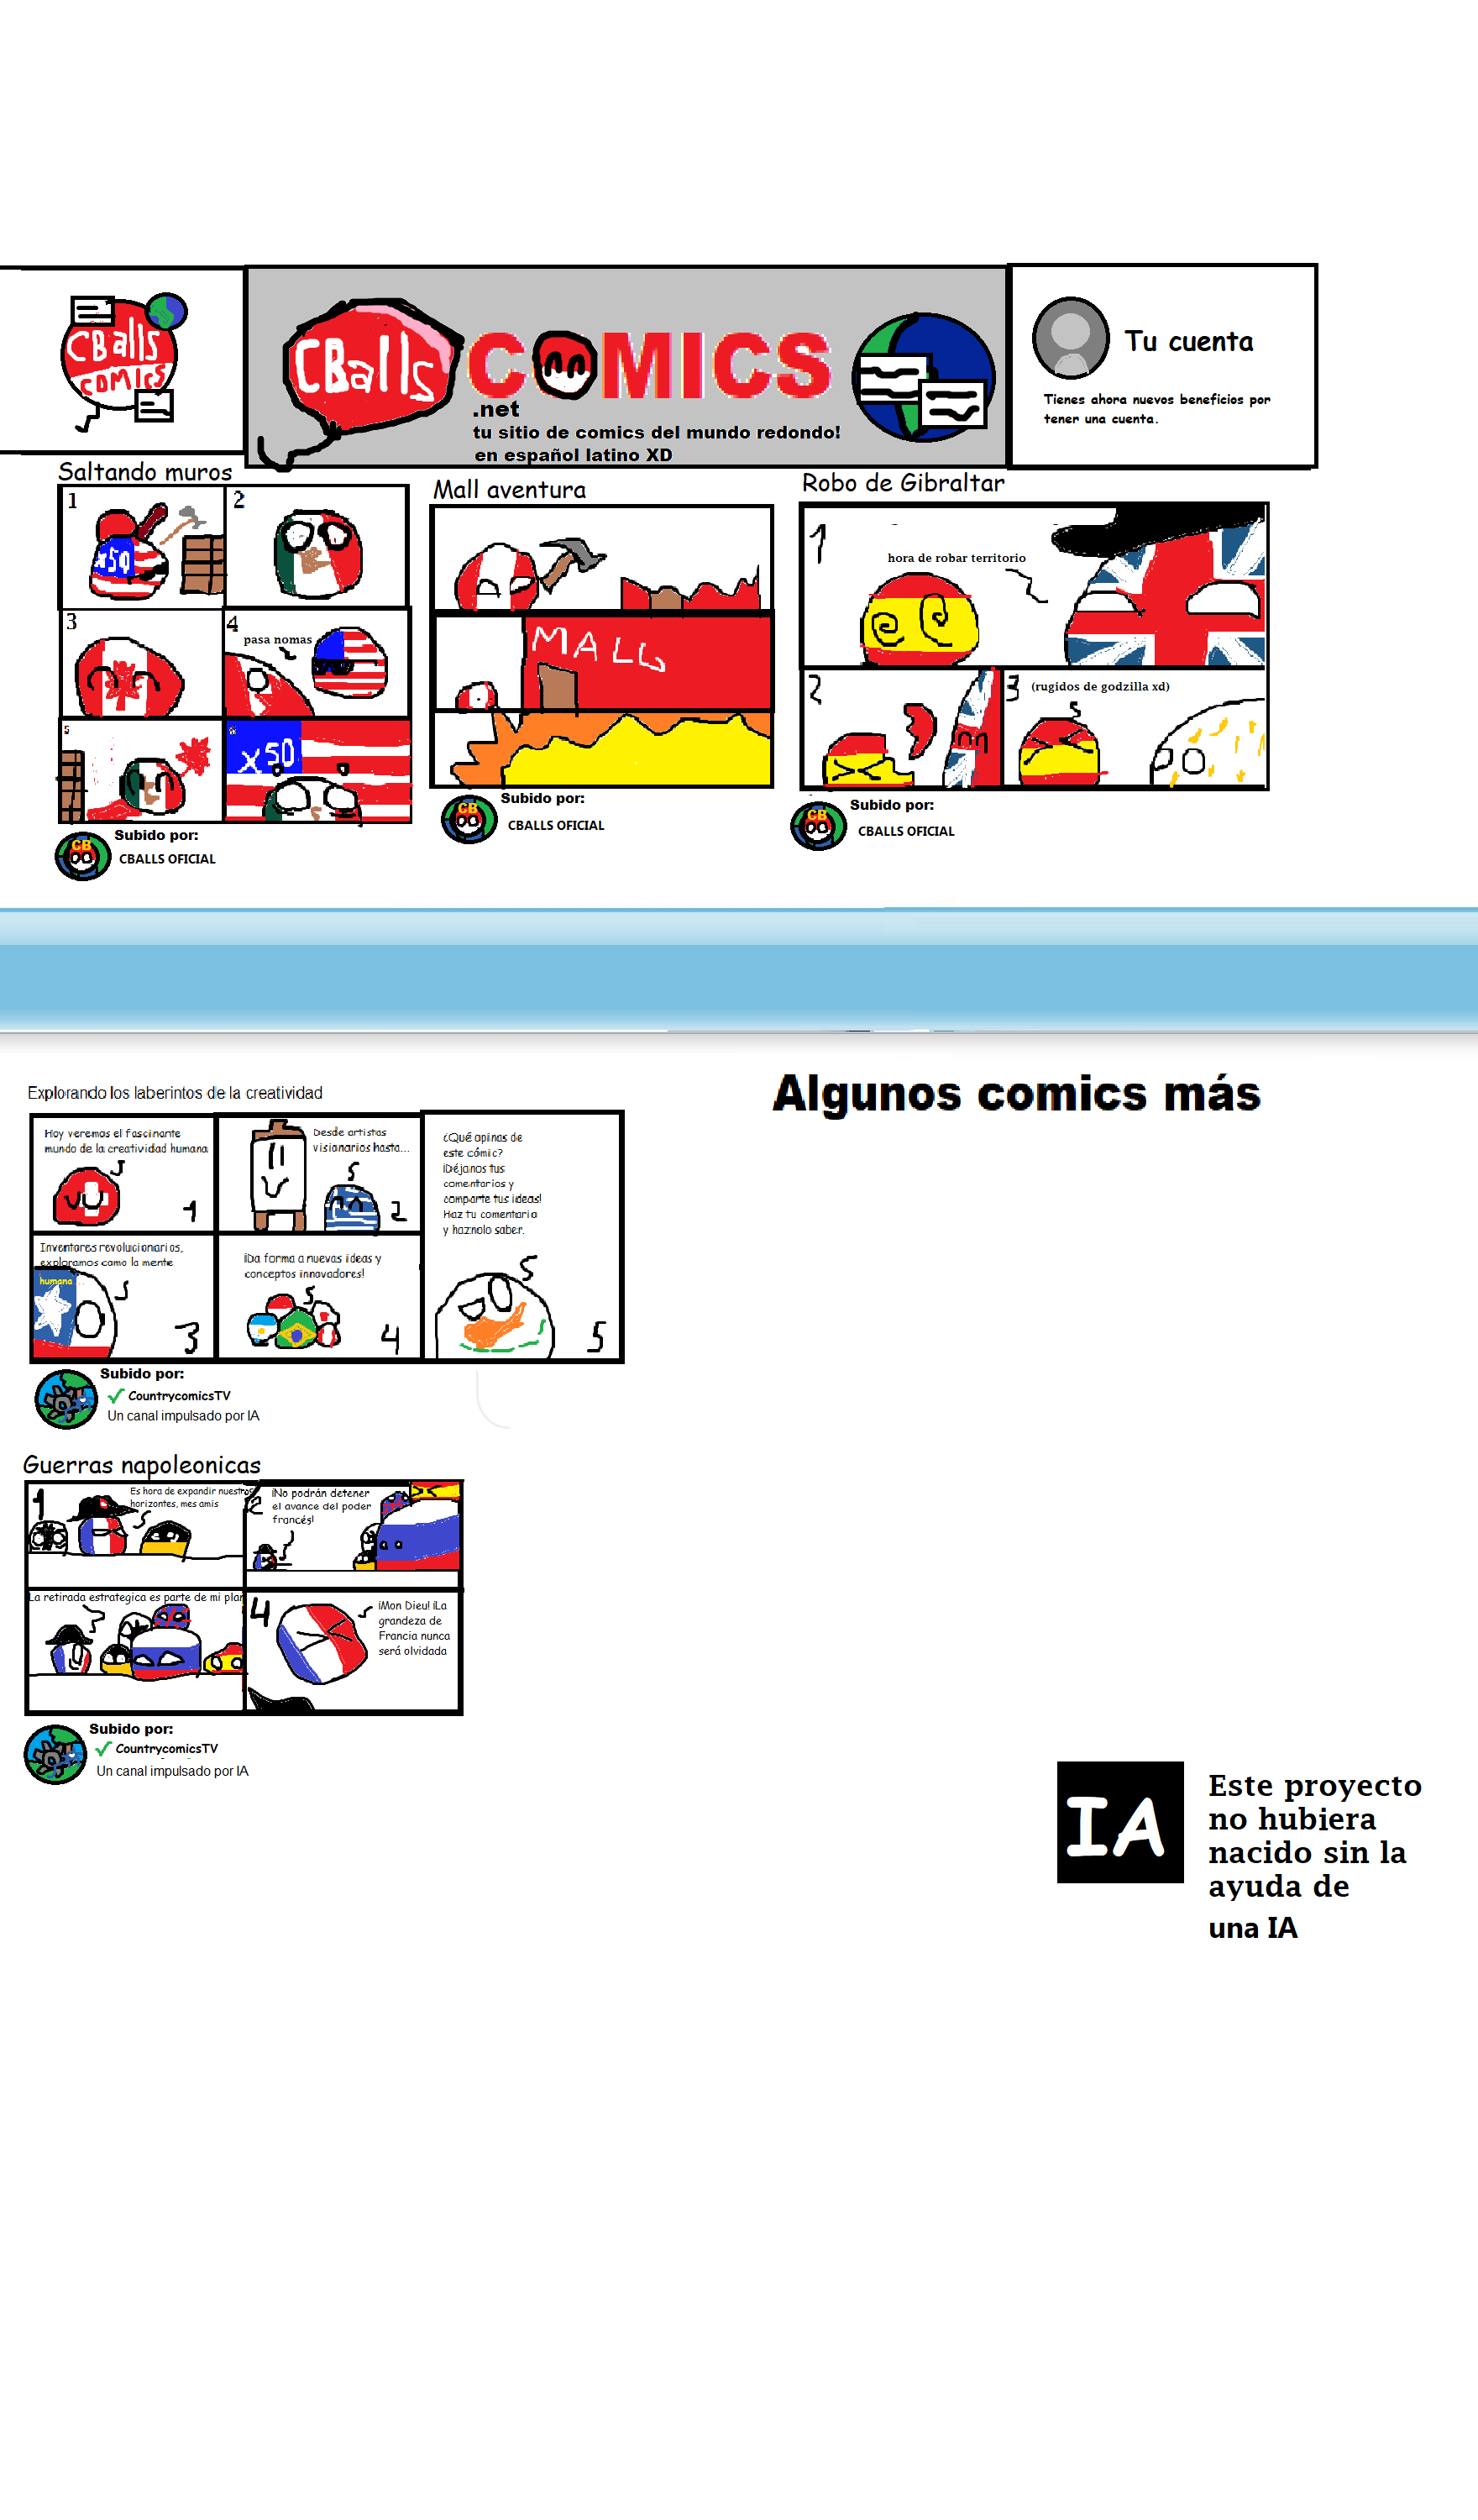 CBalls
COMICS
CBalls
COMICS
.net
tu sitio de comics del mundo redondo!
en español latino XD
Tu cuenta
Tienes ahora nuevos beneficios por
tener una cuenta.
Saltando muros
1
x50
2
3
4
pasa nomas
5
6
x50
Subido por:
CB
CBALLS OFICIAL
Mall aventura
MALL
Subido por:
CB
CBALLS OFICIAL
Robo de Gibraltar
1
hora de robar territorio
2
3
(rugidos de godzilla xd)
Subido por:
CB
CBALLS OFICIAL
Algunos comics más
Explorando los laberintos de la creatividad
Hoy veremos el fascinante
mundo de la creatividad humana
1
Desde artistas
visionarios hasta...
2
Inventores revolucionarios,
exploramos como la mente
humana
3
¡Da forma a nuevas ideas y
conceptos innovadores!
4
¿Qué opinas de
este cómic?
¡Déjanos tus
comentarios y
comparte tus ideas!
Haz tu comentario
y haznolo saber.
5
Subido por:
CountrycomicsTV
Un canal impulsado por IA
Guerras napoleonicas
1
Es hora de expandir nuestros
horizontes, mes amis
2
¡No podrán detener
el avance del poder
francés!
La retirada estrategica es parte de mi plan
4
¡Mon Dieu! ¡La
grandeza de
Francia nunca
será olvidada
Subido por:
CountrycomicsTV
Un canal impulsado por IA
IA
Este proyecto
no hubiera
nacido sin la
ayuda de
una IA